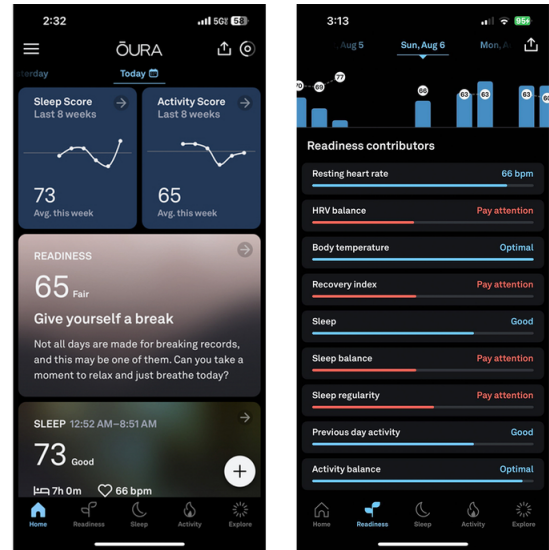 2:32
5G
53
ŌURA
Today
Sleep Score
Last 8 weeks
73
Avg. this week
Activity Score
Last 8 weeks
65
Avg. this week
READINESS
65 Fair
Give yourself a break
Not all days are made for breaking records,
and this may be one of them. Can you take a
moment to relax and just breathe today?
SLEEP 12:52 AM–8:51 AM
73 Good
7h 0m 66 bpm
Home Readiness Sleep Activity Explore
3:13
95
Aug 5 Sun, Aug 6 Mon,
69 77 66 63 63 63
Readiness contributors
Resting heart rate 66 bpm
HRV balance Pay attention
Body temperature Optimal
Recovery index Pay attention
Sleep Good
Sleep balance Pay attention
Sleep regularity Pay attention
Previous day activity Good
Activity balance Optimal
Home Readiness Sleep Activity Explore